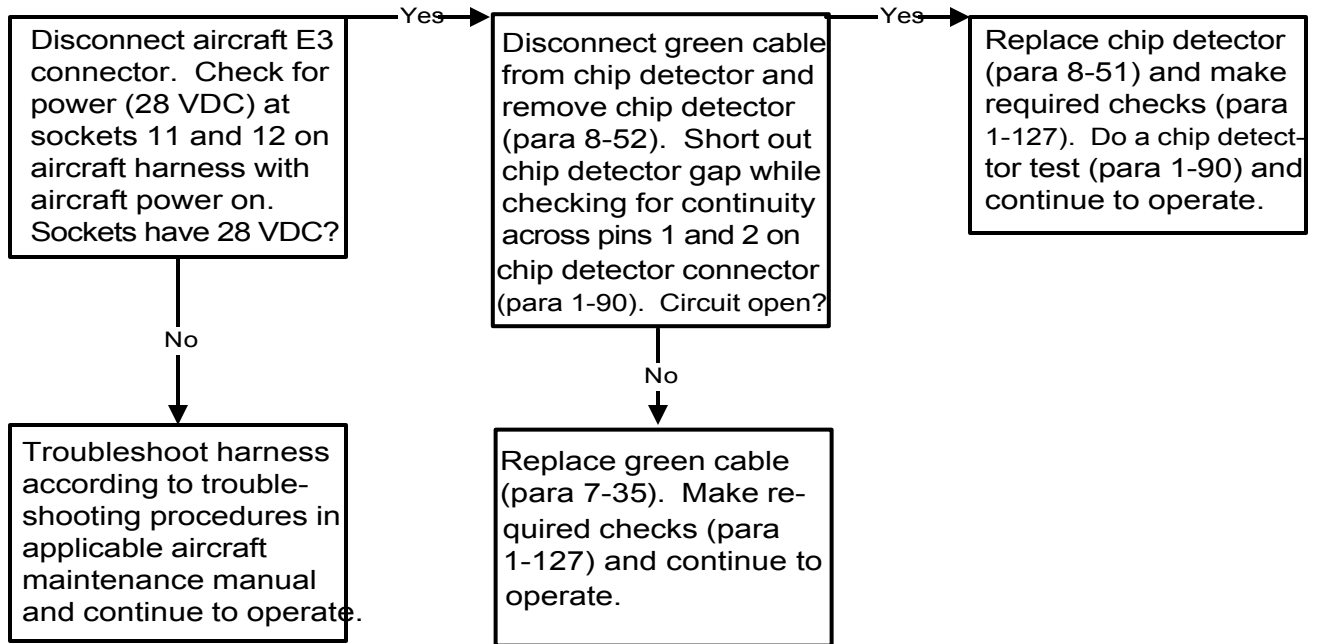 Disconnect aircraft E3
connector. Check for
power (28 VDC) at
sockets 11 and 12 on
aircraft harness with
aircraft power on.
Sockets have 28 VDC?
Yes
Disconnect green cable
from chip detector and
remove chip detector
(para 8-52). Short out
chip detector gap while
checking for continuity
across pins 1 and 2 on
chip detector connector
(para 1-90). Circuit open?
Yes
Replace chip detector
(para 8-51) and make
required checks (para
1-127). Do a chip detect-
tor test (para 1-90) and
continue to operate.
No
Troubleshoot harness
according to trouble-
shooting procedures in
applicable aircraft
maintenance manual
and continue to operate.
No
Replace green cable
(para 7-35). Make re-
quired checks (para
1-127) and continue to
operate.